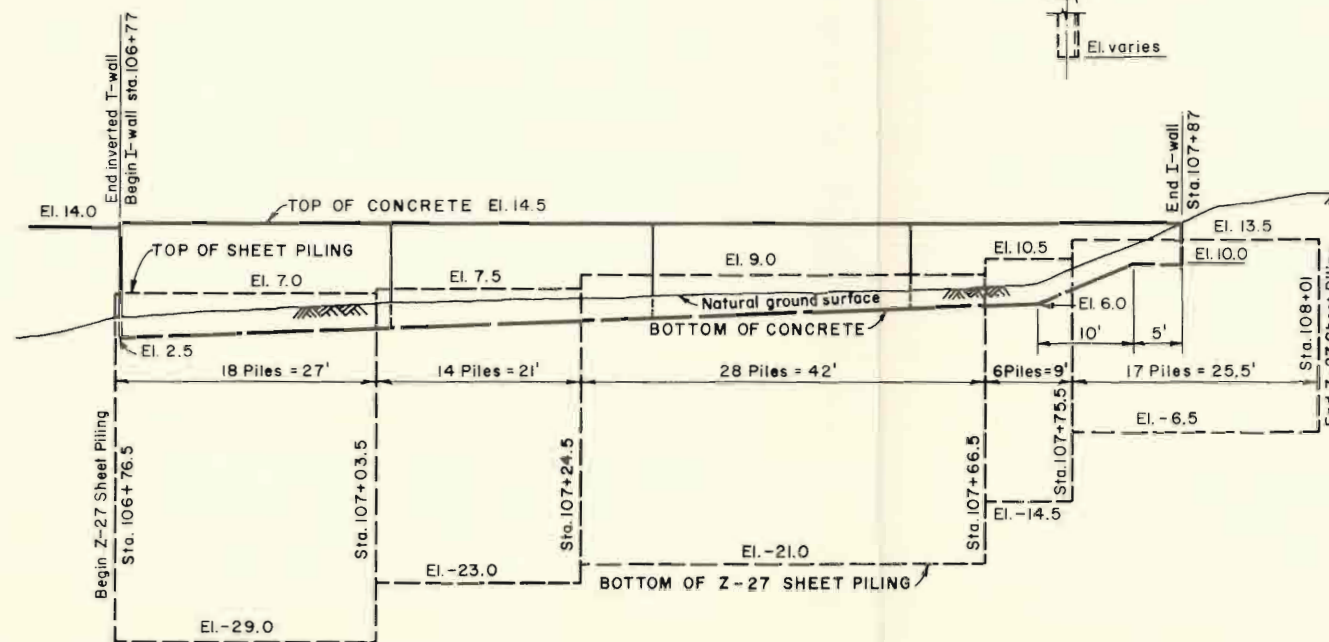 El. varies
End inverted T-wall
Begin I-wall sta. 106+77
End I-wall
Sta. 107+87
El. 14.0
TOP OF CONCRETE El. 14.5
El. 13.5
TOP OF SHEET PILING
El. 7.0
El. 7.5
El. 9.0
El. 10.5
El. 10.0
Natural ground surface
El. 6.0
BOTTOM OF CONCRETE
El. 2.5
10'
5'
18 Piles = 27'
14 Piles = 21'
28 Piles = 42'
6 Piles = 9'
17 Piles = 25.5'
Begin Z-27 Sheet Piling
Sta. 106+76.5
Sta. 107+03.5
Sta. 107+24.5
Sta. 107+66.5
Sta. 107+75.5
Sta. 108+01
El. -6.5
El. -14.5
El. -21.0
El. -23.0
BOTTOM OF Z-27 SHEET PILING
El. -29.0